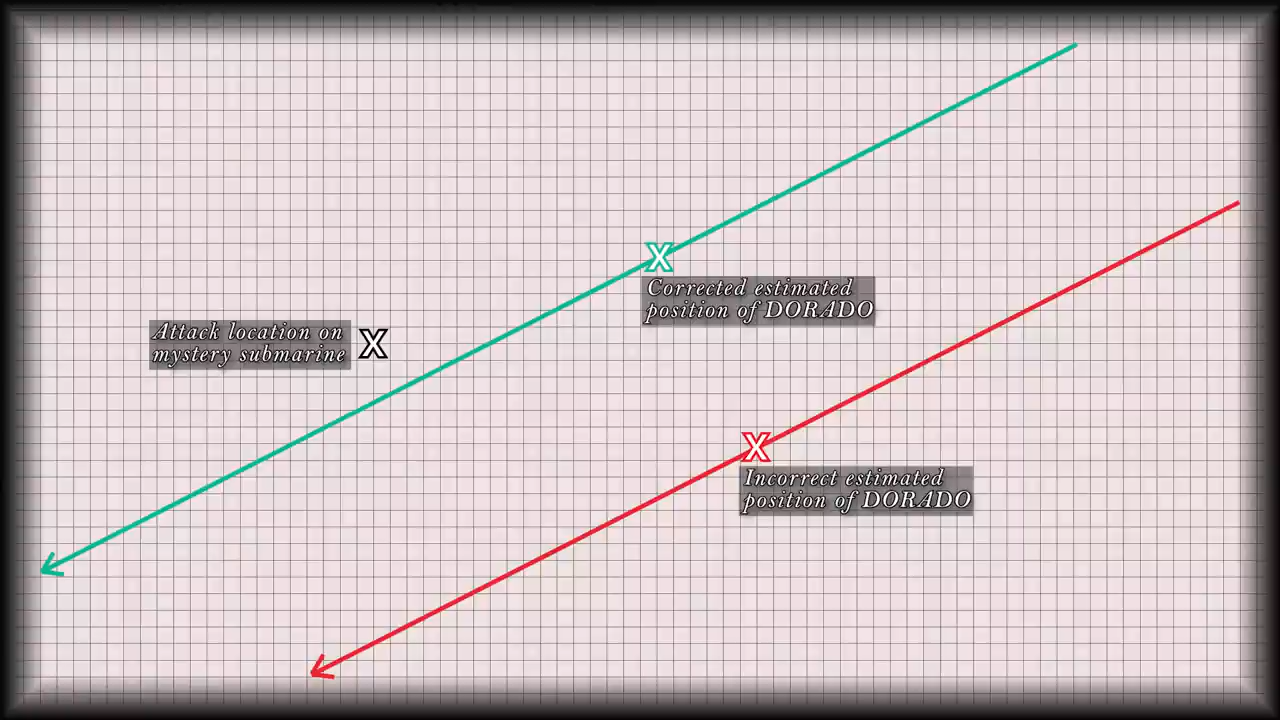 X
Corrected estimated
position of DORADO
Attack location on
mystery submarine
X
X
Incorrect estimated
position of DORADO